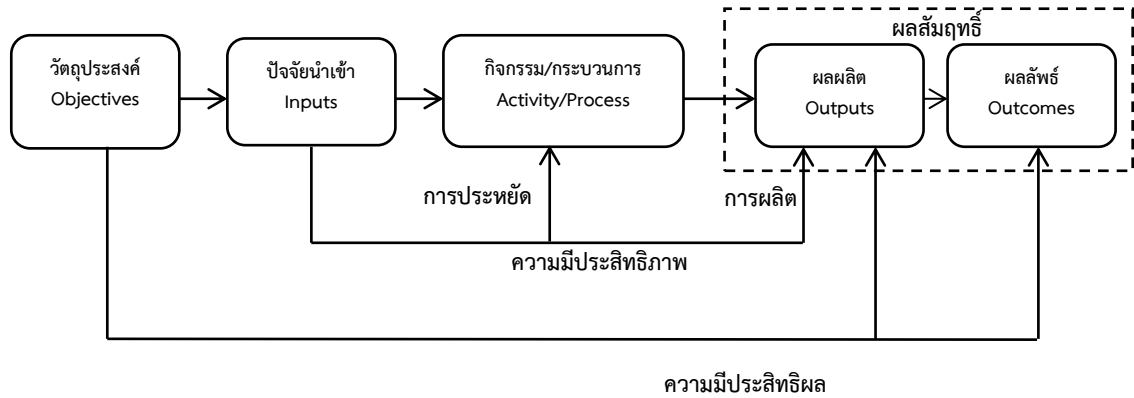 ผลสัมฤทธิ์
วัตถุประสงค์
Objectives
ปัจจัยนำเข้า
Inputs
กิจกรรม/กระบวนการ
Activity/Process
ผลผลิต
Outputs
ผลลัพธ์
Outcomes
การประหยัด
การผลิต
ความมีประสิทธิภาพ
ความมีประสิทธิผล